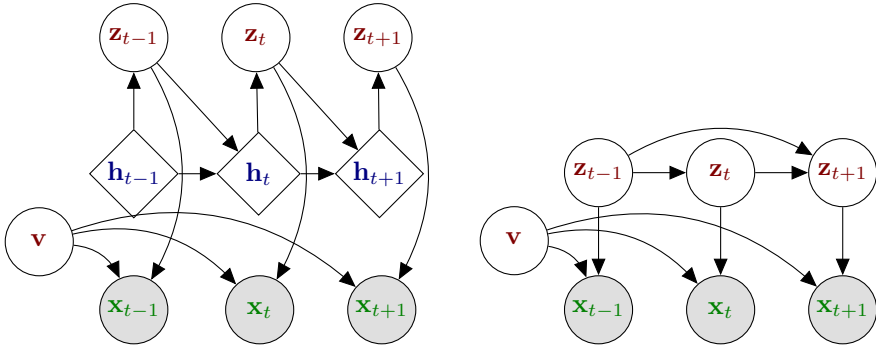 z_{t−1} z_t z_{t+1}
h_{t−1} h_t h_{t+1}
v
x_{t−1} x_t x_{t+1}
z_{t−1} z_t z_{t+1}
v
x_{t−1} x_t x_{t+1}